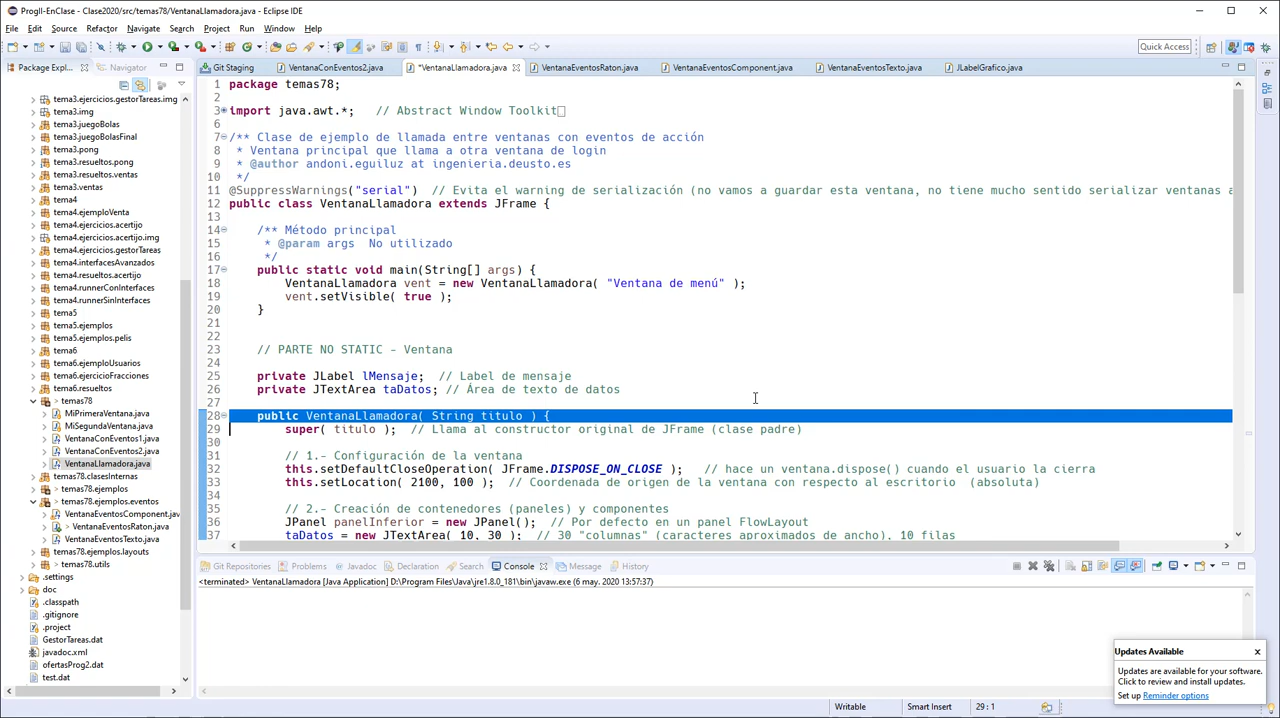 ProgII-EnClase - Clase2020/src/temas78/VentanaLlamadora.java - Eclipse IDE
File Edit Source Refactor Navigate Search Project Run Window Help
Quick Access
Package Expl... Navigator
Git Staging VentanaConEventos2.java *VentanaLlamadora.java VentanaEventosRaton.java VentanaEventosComponent.java VentanaEventosTexto.java JLabelGrafico.java
tema3.ejercicios.gestorTareas.img
tema3.img
tema3.juegoBolas
tema3.juegoBolasFinal
tema3.pong
tema3.resueltos.pong
tema3.resueltos.ventas
tema3.ventas
tema4
tema4.ejemploVenta
tema4.ejercicios.acertijo
tema4.ejercicios.acertijo.img
tema4.ejercicios.gestorTareas
tema4.interfacesAvanzados
tema4.resueltos.acertijo
tema4.runnerConInterfaces
tema4.runnerSinInterfaces
tema5
tema5.ejemplos
tema5.ejemplos.pelis
tema6
tema6.ejemploUsuarios
tema6.ejercicioFracciones
tema6.resueltos
temas78
MiPrimeraVentana.java
MiSegundaVentana.java
VentanaConEventos1.java
VentanaConEventos2.java
VentanaLlamadora.java
temas78.clasesInternas
> temas78.ejemplos
> temas78.ejemplos.eventos
VentanaEventosComponent.java
> VentanaEventosRaton.java
VentanaEventosTexto.java
temas78.ejemplos.layouts
> temas78.utils
.settings
doc
.classpath
.gitignore
.project
GestorTareas.dat
javadoc.xml
ofertasProg2.dat
test.dat
1 package temas78;
2
3 import java.awt.*;   // Abstract Window Toolkit
6
7 /** Clase de ejemplo de llamada entre ventanas con eventos de acción
8  * Ventana principal que llama a otra ventana de login
9  * @author andoni.eguiluz at ingenieria.deusto.es
10  */
11 @SuppressWarnings("serial")  // Evita el warning de serialización (no vamos a guardar esta ventana, no tiene mucho sentido serializar ventanas a
12 public class VentanaLlamadora extends JFrame {
13
14     /** Método principal
15      * @param args  No utilizado
16      */
17     public static void main(String[] args) {
18         VentanaLlamadora vent = new VentanaLlamadora( "Ventana de menú" );
19         vent.setVisible( true );
20     }
21
22
23     // PARTE NO STATIC - Ventana
24
25     private JLabel lMensaje;  // Label de mensaje
26     private JTextArea taDatos; // Área de texto de datos
27
28     public VentanaLlamadora( String titulo ) {
29         super( titulo );  // Llama al constructor original de JFrame (clase padre)
30
31         // 1.- Configuración de la ventana
32         this.setDefaultCloseOperation( JFrame.DISPOSE_ON_CLOSE );   // hace un ventana.dispose() cuando el usuario la cierra
33         this.setLocation( 2100, 100 );  // Coordenada de origen de la ventana con respecto al escritorio  (absoluta)
34
35         // 2.- Creación de contenedores (paneles) y componentes
36         JPanel panelInferior = new JPanel();  // Por defecto en un panel FlowLayout
37         taDatos = new JTextArea( 10, 30 );  // 30 "columnas" (caracteres aproximados de ancho), 10 filas
Git Repositories Problems Javadoc Declaration Search Console Message History
<terminated> VentanaLlamadora [Java Application] D:\Program Files\Java\jre1.8.0_181\bin\javaw.exe (6 may. 2020 13:57:37)
Updates Available
Updates are available for your software.
Click to review and install updates.
Set up Reminder options
Writable Smart Insert 29 : 1